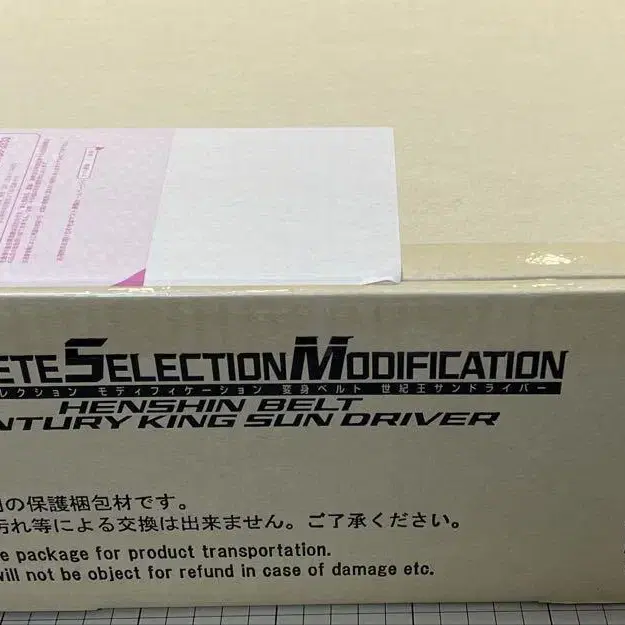 ETE SELECTION MODIFICATION
レクション モディフィケーション 変身ベルト 世紀王サンドライバー
HENSHIN BELT
NTURY KING SUN DRIVER
の保護梱包材です。
汚れ等による交換は出来ません。ご了承ください。
e package for product transportation.
will not be object for refund in case of damage etc.